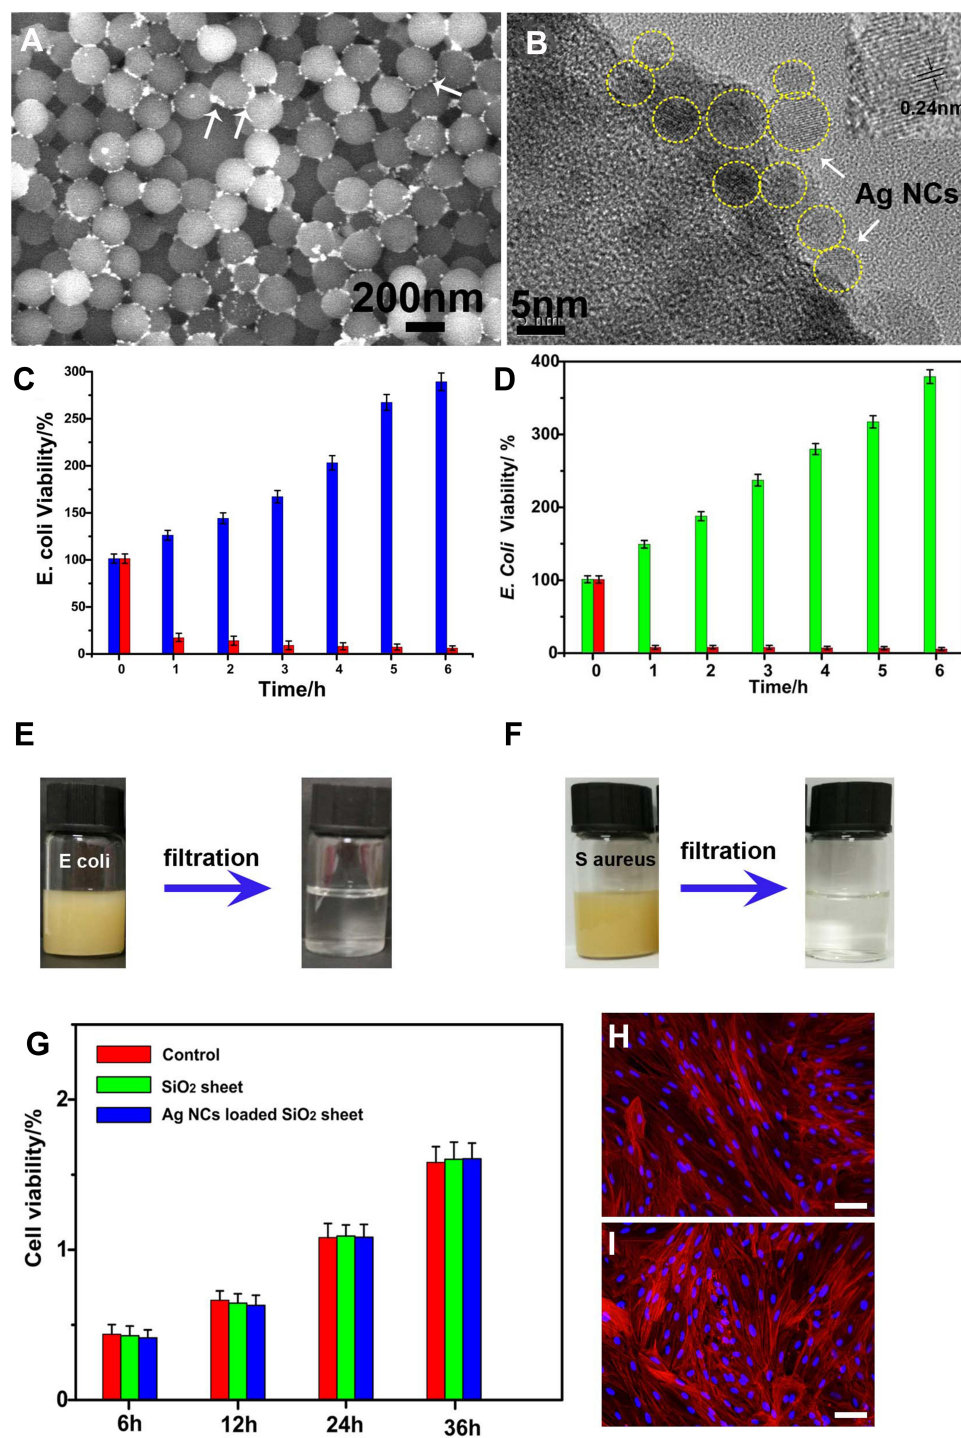 A
200nm
B
0.24nm
Ag NCs
5nm
C
E. coli Viability/%
300
250
200
150
100
50
0
0 1 2 3 4 5 6
Time/h
D
E. Coli Viability/ %
400
300
200
100
0
0 1 2 3 4 5 6
Time/h
E
E coli
filtration
F
S aureus
filtration
G
Cell viability/%
2
1
0
Control
SiO2 sheet
Ag NCs loaded SiO2 sheet
6h 12h 24h 36h
H
I